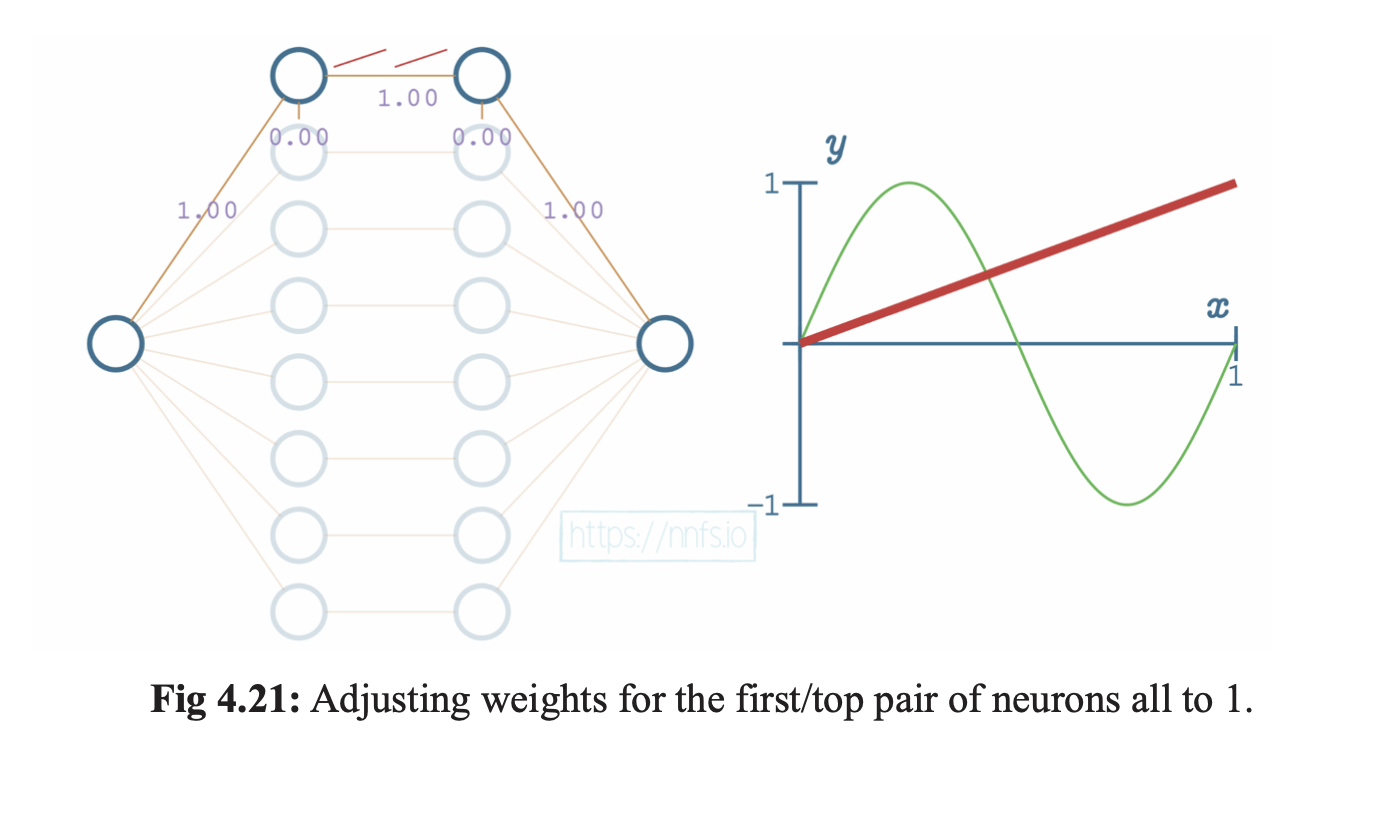 1.00
0.00 0.00
1.00 1.00
y
1
x
1
−1
https://nnfs.io
Fig 4.21: Adjusting weights for the first/top pair of neurons all to 1.